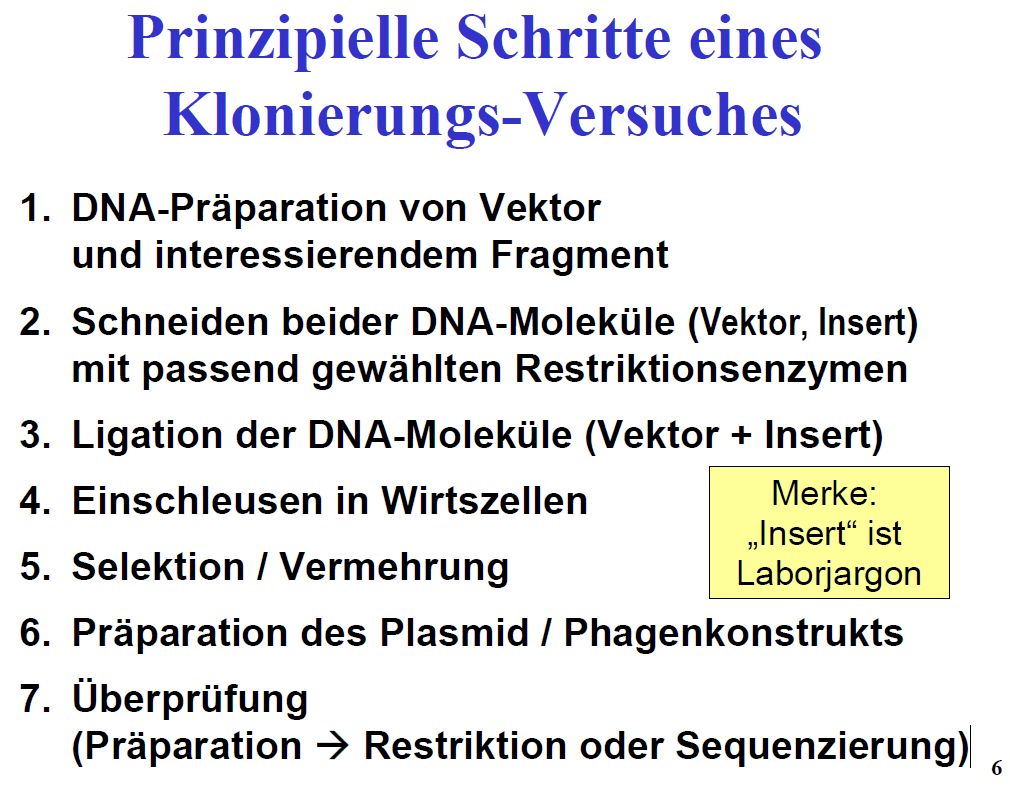 Prinzipielle Schritte eines
Klonierungs-Versuches
1. DNA-Präparation von Vektor
und interessierendem Fragment
2. Schneiden beider DNA-Moleküle (Vektor, Insert)
mit passend gewählten Restriktionsenzymen
3. Ligation der DNA-Moleküle (Vektor + Insert)
4. Einschleusen in Wirtszellen
5. Selektion / Vermehrung
Merke:
„Insert“ ist
Laborjargon
6. Präparation des Plasmid / Phagenkonstrukts
7. Überprüfung
(Präparation → Restriktion oder Sequenzierung)
6